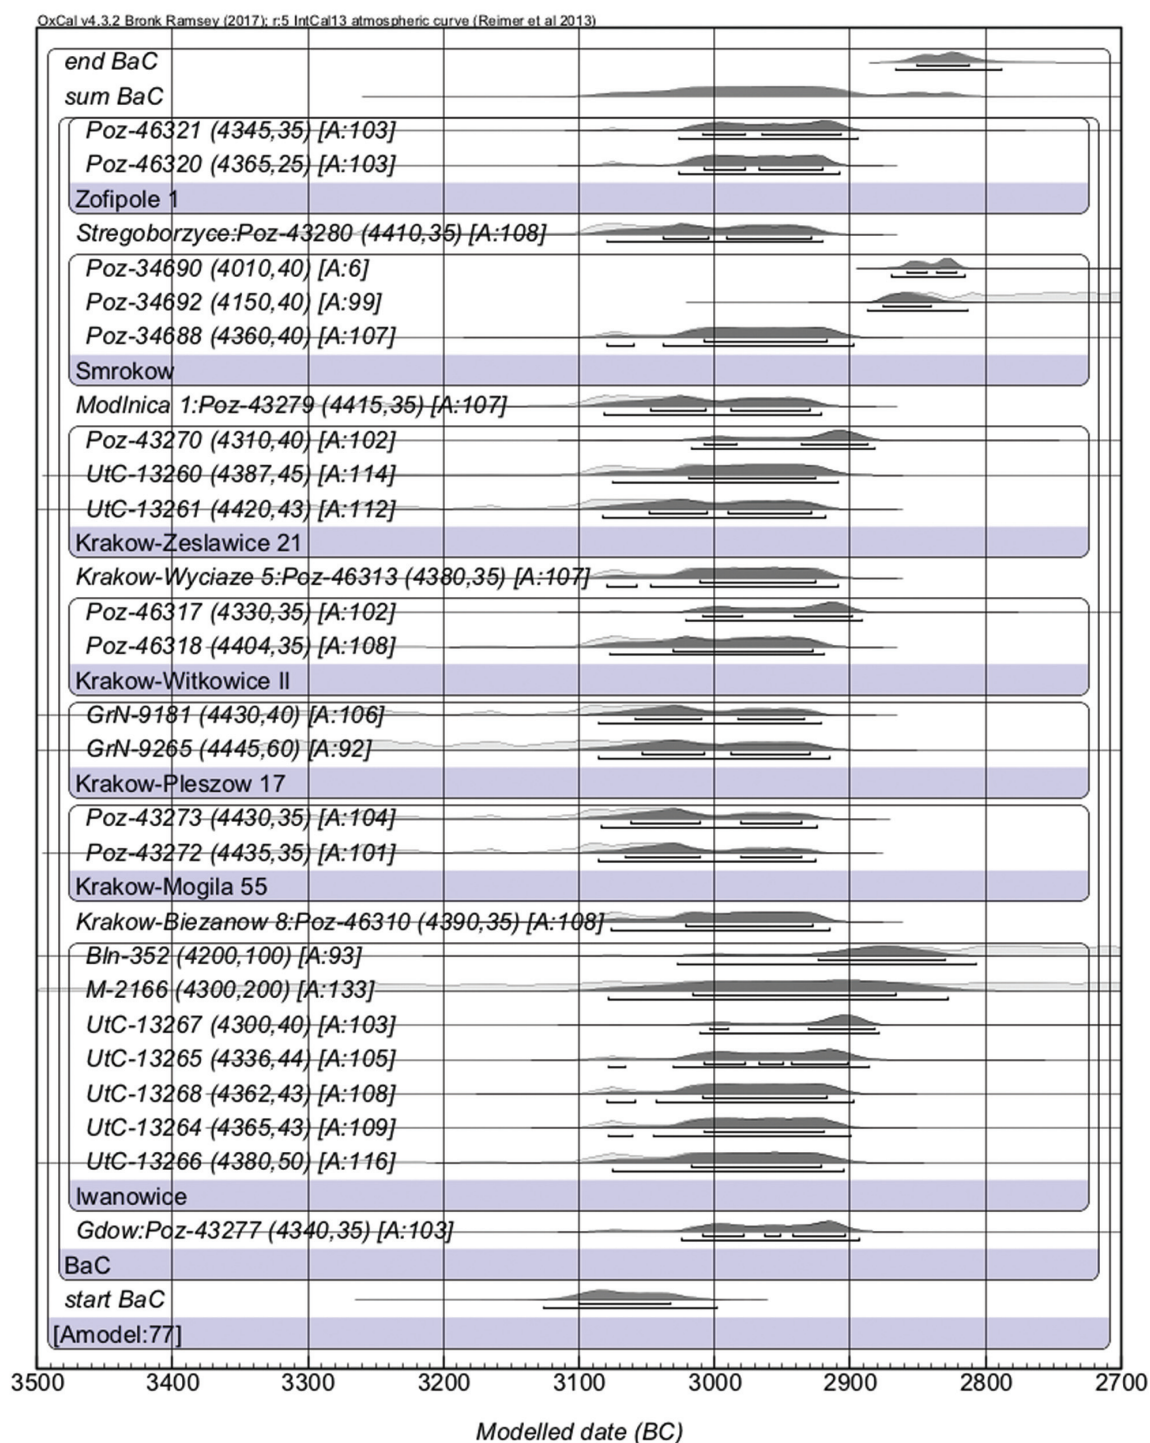 OxCal v4.3.2 Bronk Ramsey (2017); r:5 IntCal13 atmospheric curve (Reimer et al 2013)
end BaC
sum BaC
Poz-46321 (4345,35) [A:103]
Poz-46320 (4365,25) [A:103]
Zofipole 1
Stregoborzyce:Poz-43280 (4410,35) [A:108]
Poz-34690 (4010,40) [A:6]
Poz-34692 (4150,40) [A:99]
Poz-34688 (4360,40) [A:107]
Smrokow
Modlnica 1:Poz-43279 (4415,35) [A:107]
Poz-43270 (4310,40) [A:102]
UtC-13260 (4387,45) [A:114]
UtC-13261 (4420,43) [A:112]
Krakow-Zeslawice 21
Krakow-Wyciaze 5:Poz-46313 (4380,35) [A:107]
Poz-46317 (4330,35) [A:102]
Poz-46318 (4404,35) [A:108]
Krakow-Witkowice II
GrN-9181 (4430,40) [A:106]
GrN-9265 (4445,60) [A:92]
Krakow-Pleszow 17
Poz-43273 (4430,35) [A:104]
Poz-43272 (4435,35) [A:101]
Krakow-Mogila 55
Krakow-Biezanow 8:Poz-46310 (4390,35) [A:108]
Bln-352 (4200,100) [A:93]
M-2166 (4300,200) [A:133]
UtC-13267 (4300,40) [A:103]
UtC-13265 (4336,44) [A:105]
UtC-13268 (4362,43) [A:108]
UtC-13264 (4365,43) [A:109]
UtC-13266 (4380,50) [A:116]
Iwanowice
Gdow:Poz-43277 (4340,35) [A:103]
BaC
start BaC
[Amodel:77]
3500 3400 3300 3200 3100 3000 2900 2800 2700
Modelled date (BC)